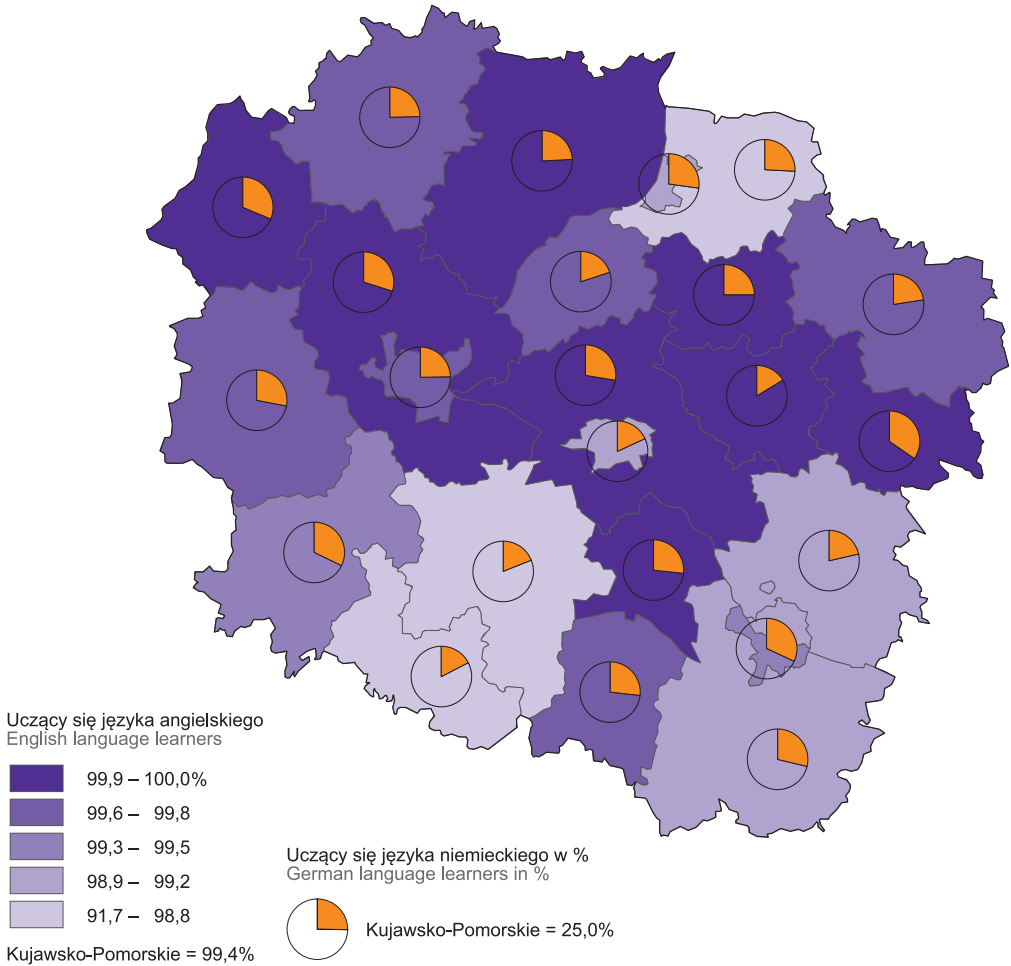 Uczący się języka angielskiego
English language learners
99,9 – 100,0%
99,6 – 99,8
99,3 – 99,5
98,9 – 99,2
91,7 – 98,8
Kujawsko-Pomorskie = 99,4%
Uczący się języka niemieckiego w %
German language learners in %
Kujawsko-Pomorskie = 25,0%